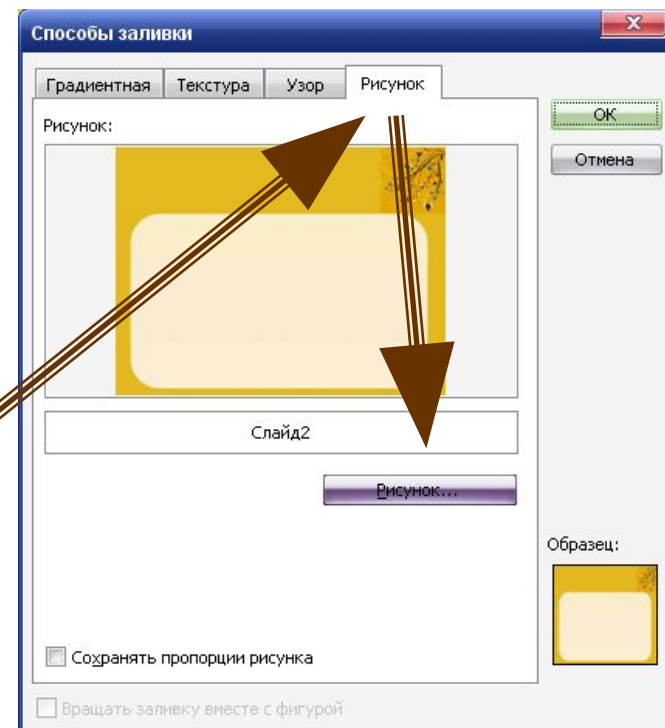 Способы заливки
Градиентная Текстура Узор Рисунок
Рисунок:
ОК
Отмена
Слайд2
Рисунок...
Образец:
Сохранять пропорции рисунка
Вращать заливку вместе с фигурой